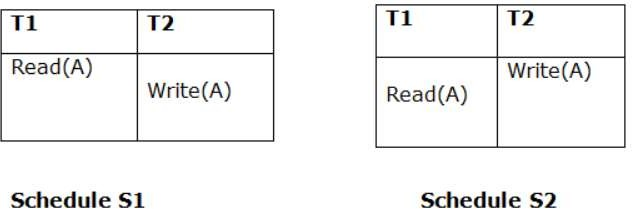 T1 T2
Read(A)
Write(A)
Schedule S1
T1 T2
Write(A)
Read(A)
Schedule S2